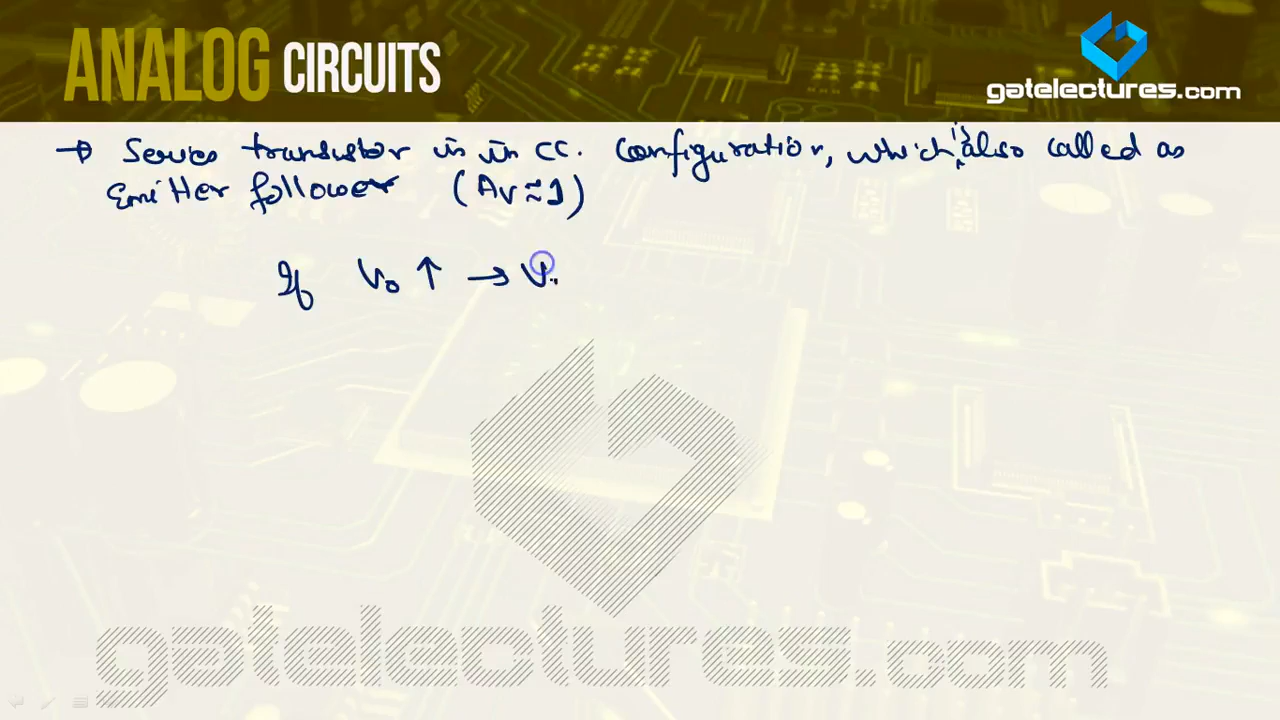 ANALOG CIRCUITS
gatelectures.com
→ Series transistor is in CC. Configuration, which is also called as
Emitter follower (Av ≈ 1)
If V₀ ↑ → V
gatelectures.com